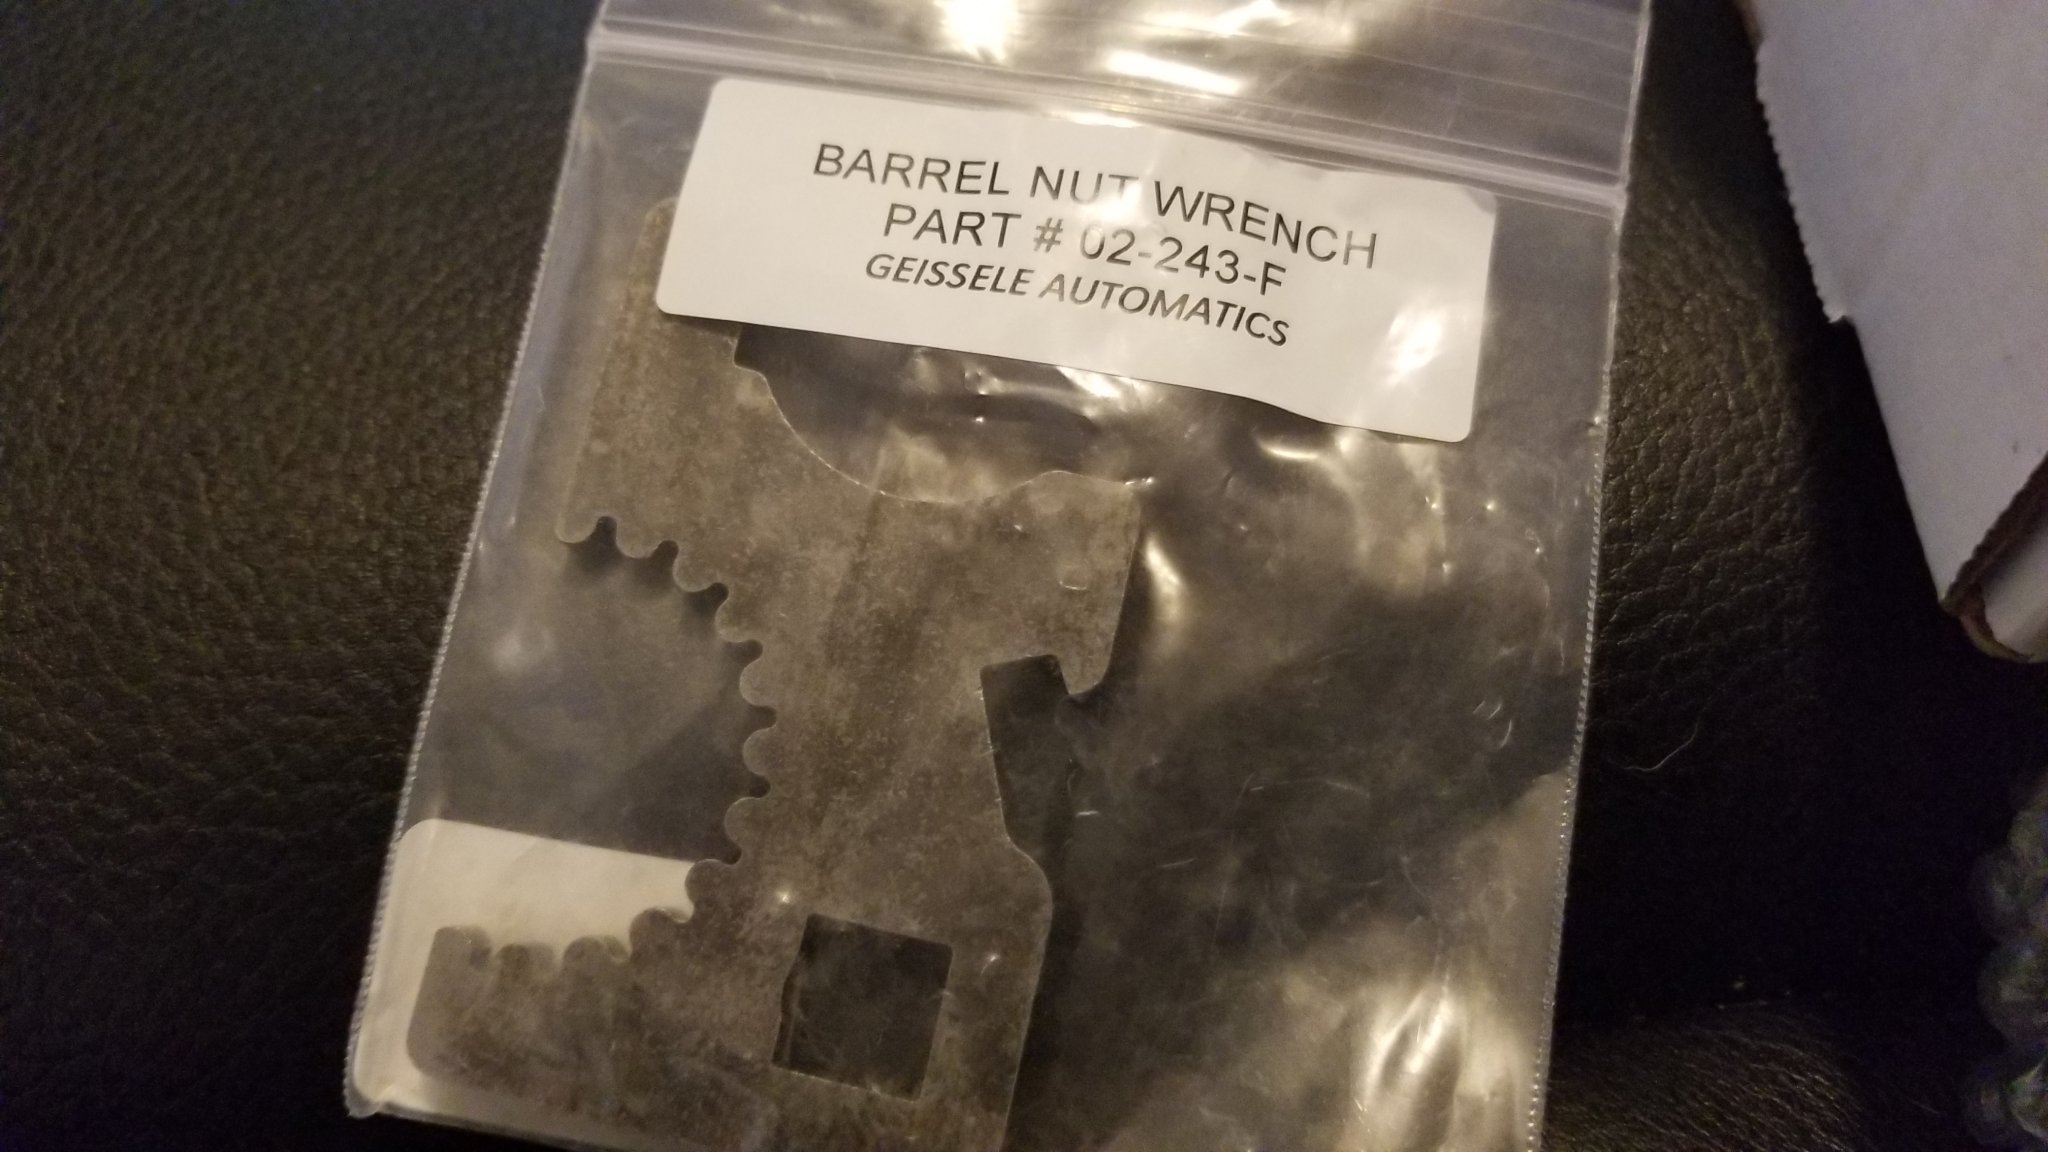 BARREL NUT WRENCH
PART # 02-243-F
GEISSELE AUTOMATICS